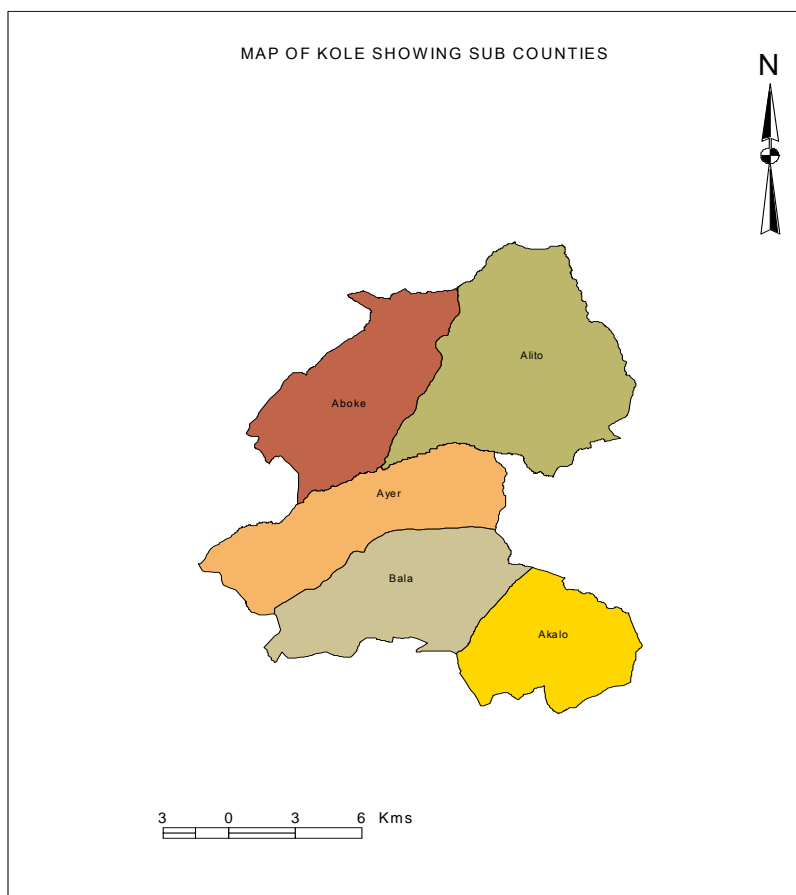 MAP OF KOLE SHOWING SUB COUNTIES
N
Alito
Aboke
Ayer
Bala
Akalo
3 0 3 6 Kms